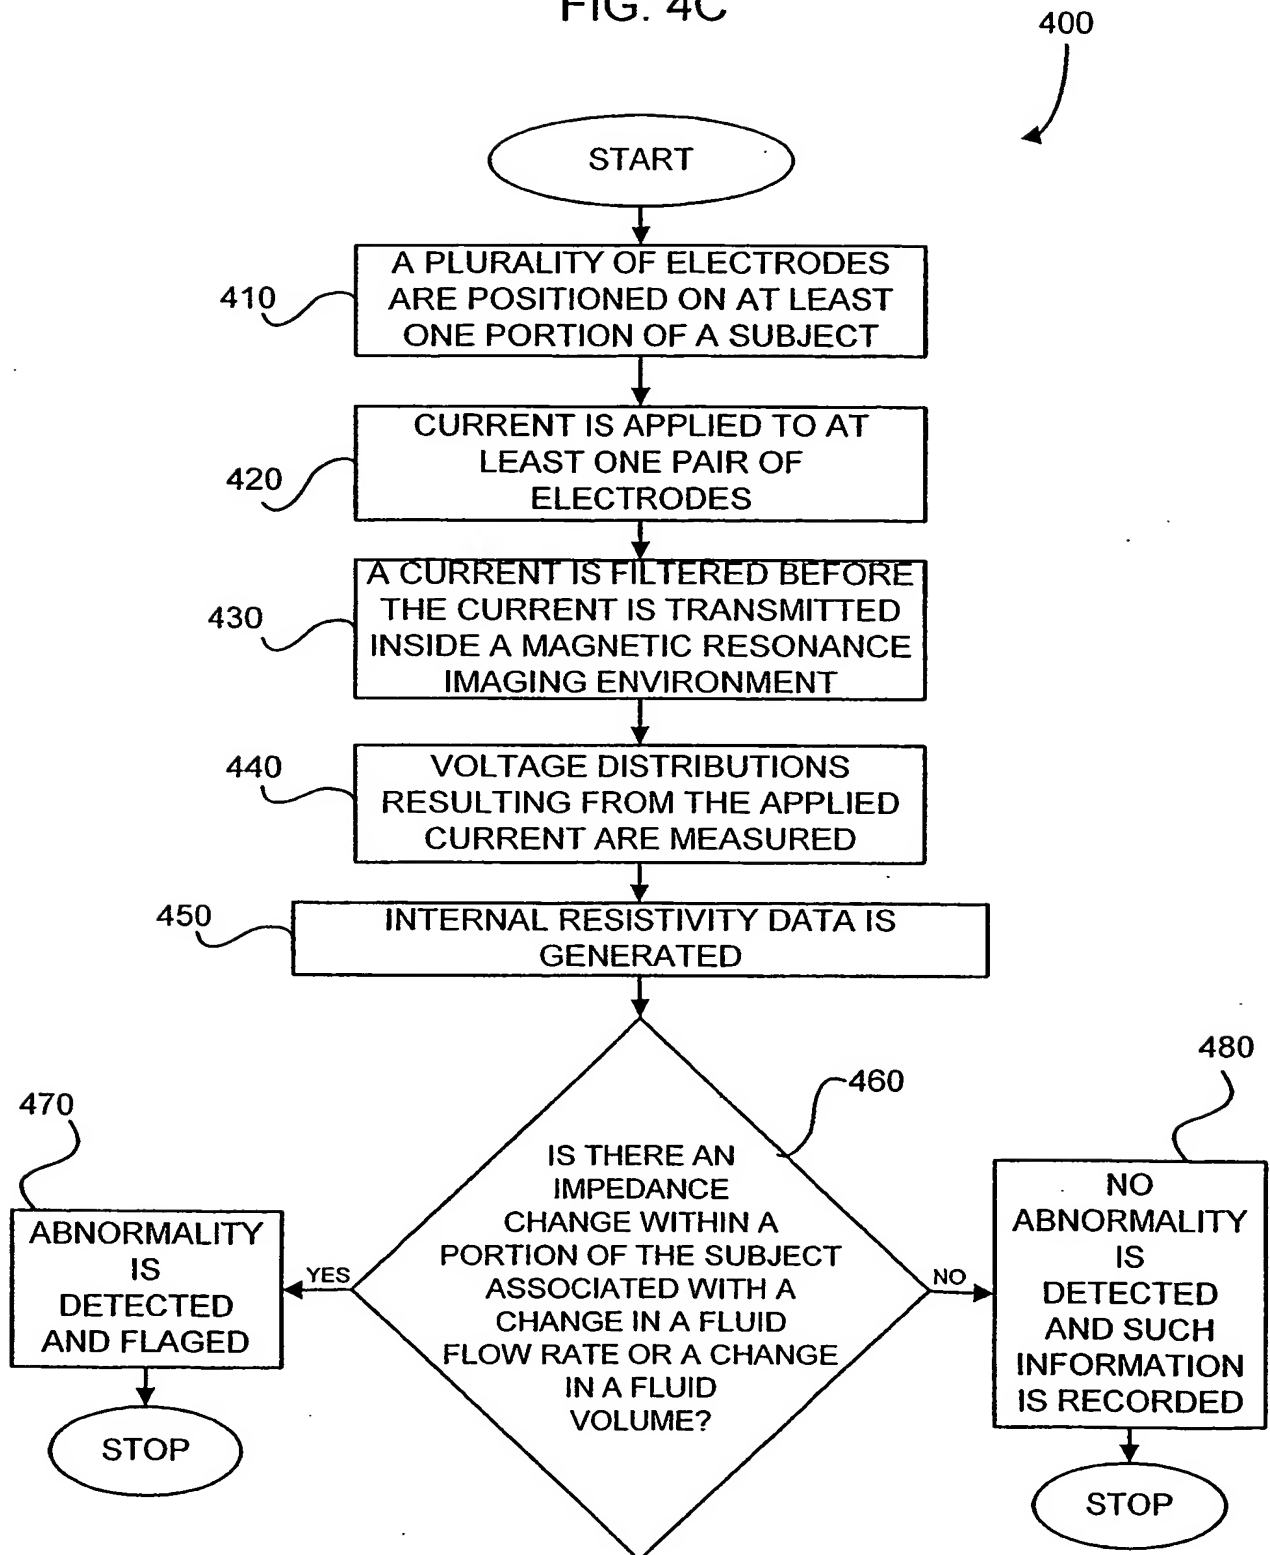 FIG. 4C
400
START
410
A PLURALITY OF ELECTRODES
ARE POSITIONED ON AT LEAST
ONE PORTION OF A SUBJECT
420
CURRENT IS APPLIED TO AT
LEAST ONE PAIR OF
ELECTRODES
430
A CURRENT IS FILTERED BEFORE
THE CURRENT IS TRANSMITTED
INSIDE A MAGNETIC RESONANCE
IMAGING ENVIRONMENT
440
VOLTAGE DISTRIBUTIONS
RESULTING FROM THE APPLIED
CURRENT ARE MEASURED
450
INTERNAL RESISTIVITY DATA IS
GENERATED
460
IS THERE AN
IMPEDANCE
CHANGE WITHIN A
PORTION OF THE SUBJECT
ASSOCIATED WITH A
CHANGE IN A FLUID
FLOW RATE OR A CHANGE
IN A FLUID
VOLUME?
YES
470
ABNORMALITY
IS
DETECTED
AND FLAGED
STOP
NO
480
NO
ABNORMALITY
IS
DETECTED
AND SUCH
INFORMATION
IS RECORDED
STOP